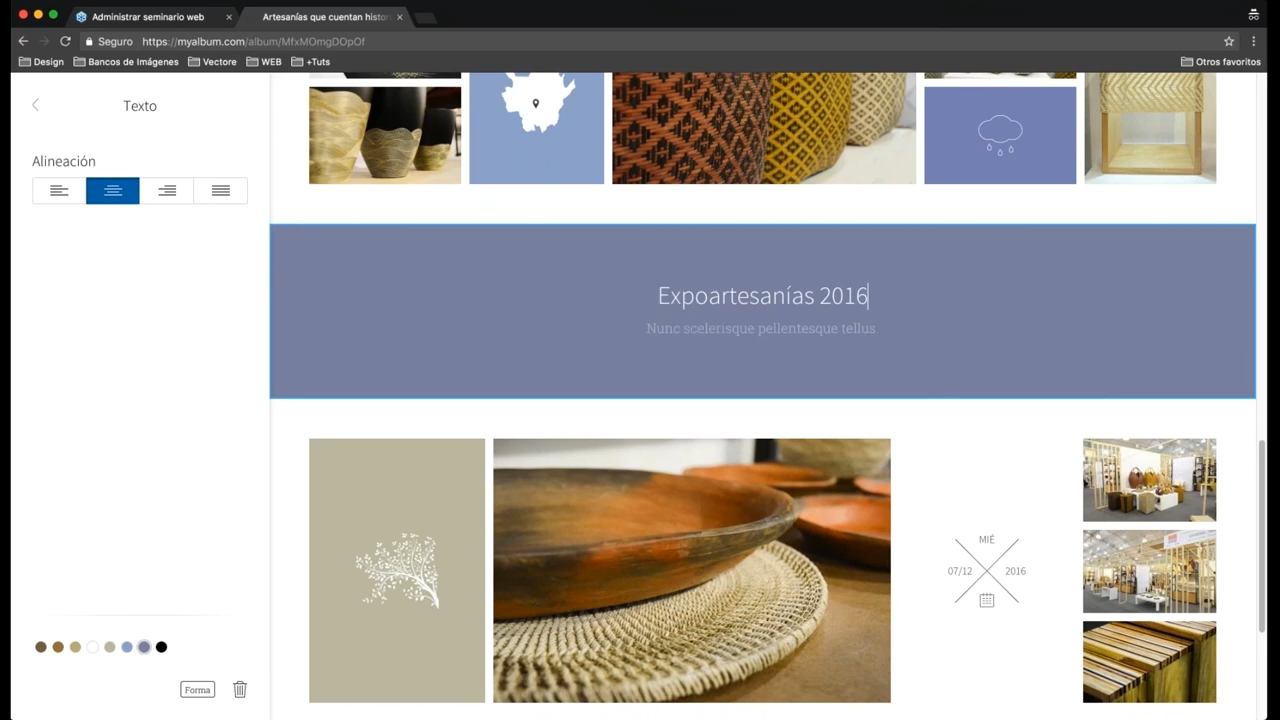 Administrar seminario web
Artesanías que cuentan histor
Seguro
https://myalbum.com/album/MfxMOmgDOpOf
Design
Bancos de Imágenes
Vectore
WEB
+Tuts
Otros favoritos
Texto
Alineación
Expoartesanías 2016
Nunc scelerisque pellentesque tellus.
MIÉ
07/12
2016
Forma